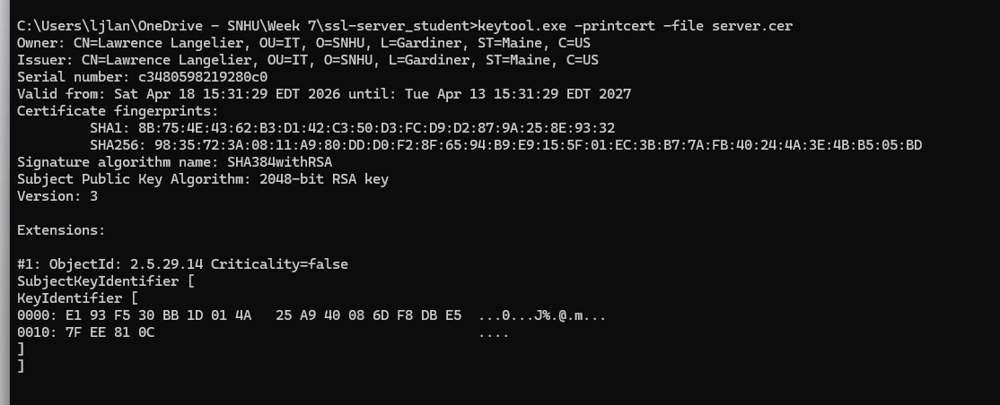 C:\Users\ljlan\OneDrive - SNHU\Week 7\ssl-server_student>keytool.exe -printcert -file server.cer
Owner: CN=Lawrence Langelier, OU=IT, O=SNHU, L=Gardiner, ST=Maine, C=US
Issuer: CN=Lawrence Langelier, OU=IT, O=SNHU, L=Gardiner, ST=Maine, C=US
Serial number: c3480598219280c0
Valid from: Sat Apr 18 15:31:29 EDT 2026 until: Tue Apr 13 15:31:29 EDT 2027
Certificate fingerprints:
         SHA1: 8B:75:4E:43:62:B3:D1:42:C3:50:D3:FC:D9:D2:87:9A:25:8E:93:32
         SHA256: 98:35:72:3A:08:11:A9:80:DD:D0:F2:8F:65:94:B9:E9:15:5F:01:EC:3B:B7:7A:FB:40:24:4A:3E:4B:B5:05:BD
Signature algorithm name: SHA384withRSA
Subject Public Key Algorithm: 2048-bit RSA key
Version: 3

Extensions:

#1: ObjectId: 2.5.29.14 Criticality=false
SubjectKeyIdentifier [
KeyIdentifier [
0000: E1 93 F5 30 BB 1D 01 4A   25 A9 40 08 6D F8 DB E5  ...0...J%.@.m...
0010: 7F EE 81 0C                                        ....
]
]